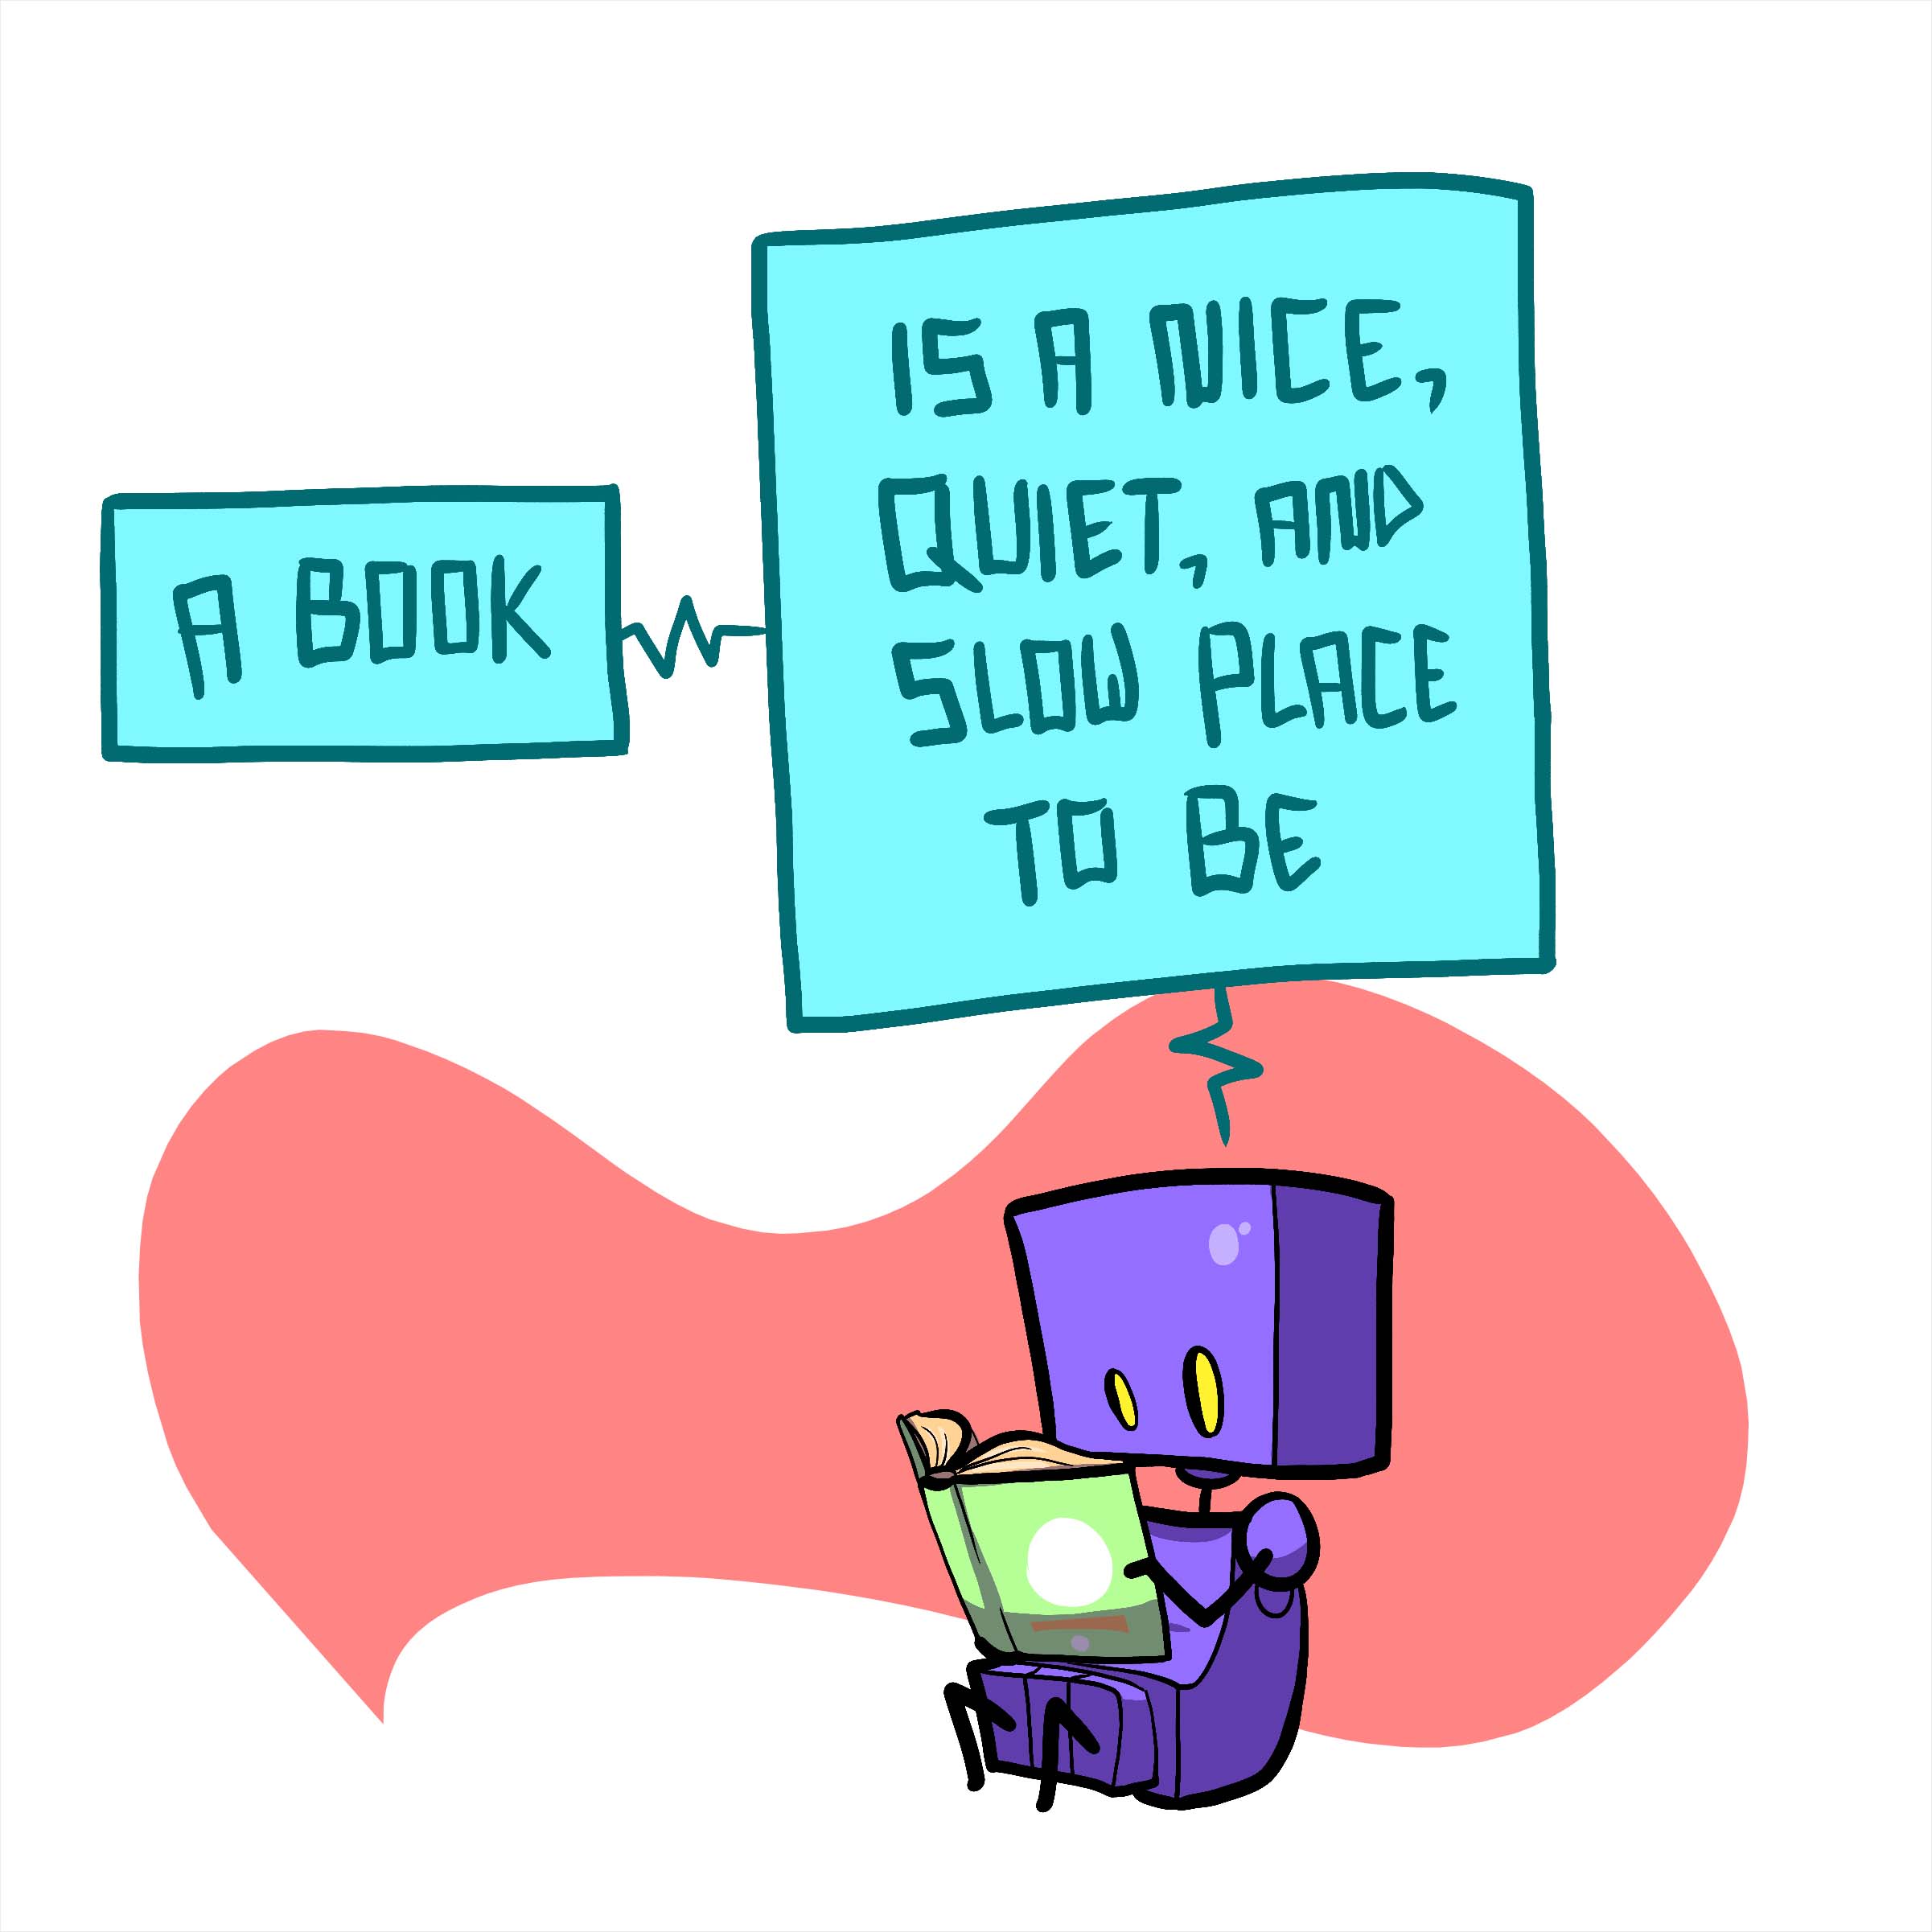 A BOOK
IS A NICE,
QUIET, AND
SLOW PLACE
TO BE